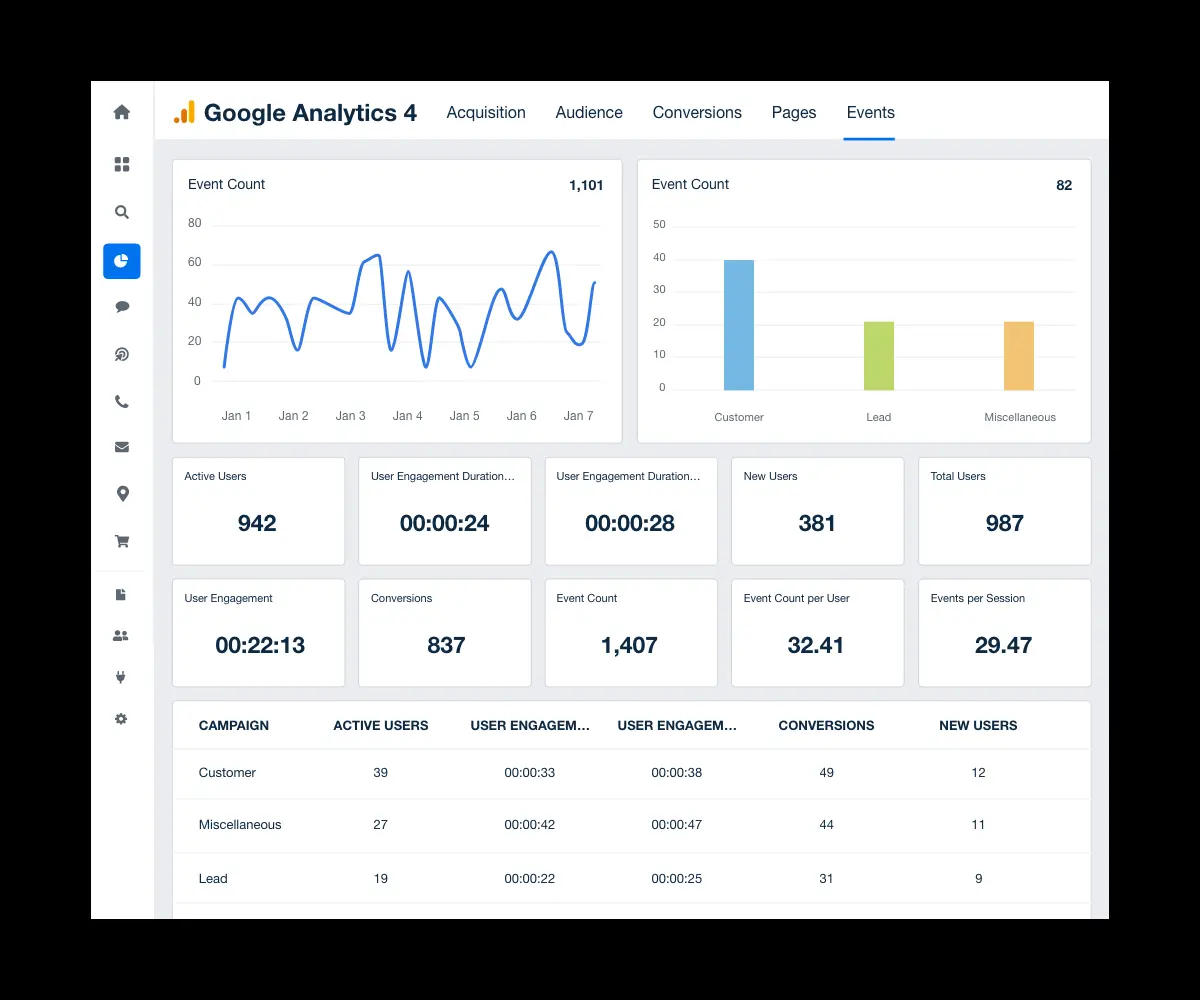 Google Analytics 4 Acquisition Audience Conversions Pages Events
Event Count 1,101
80
60
40
20
0
Jan 1 Jan 2 Jan 3 Jan 4 Jan 5 Jan 6 Jan 7
Event Count 82
50
40
30
20
10
0
Customer Lead Miscellaneous
Active Users
942
User Engagement Duration...
00:00:24
User Engagement Duration...
00:00:28
New Users
381
Total Users
987
User Engagement
00:22:13
Conversions
837
Event Count
1,407
Event Count per User
32.41
Events per Session
29.47
CAMPAIGN ACTIVE USERS USER ENGAGEM... USER ENGAGEM... CONVERSIONS NEW USERS
Customer 39 00:00:33 00:00:38 49 12
Miscellaneous 27 00:00:42 00:00:47 44 11
Lead 19 00:00:22 00:00:25 31 9